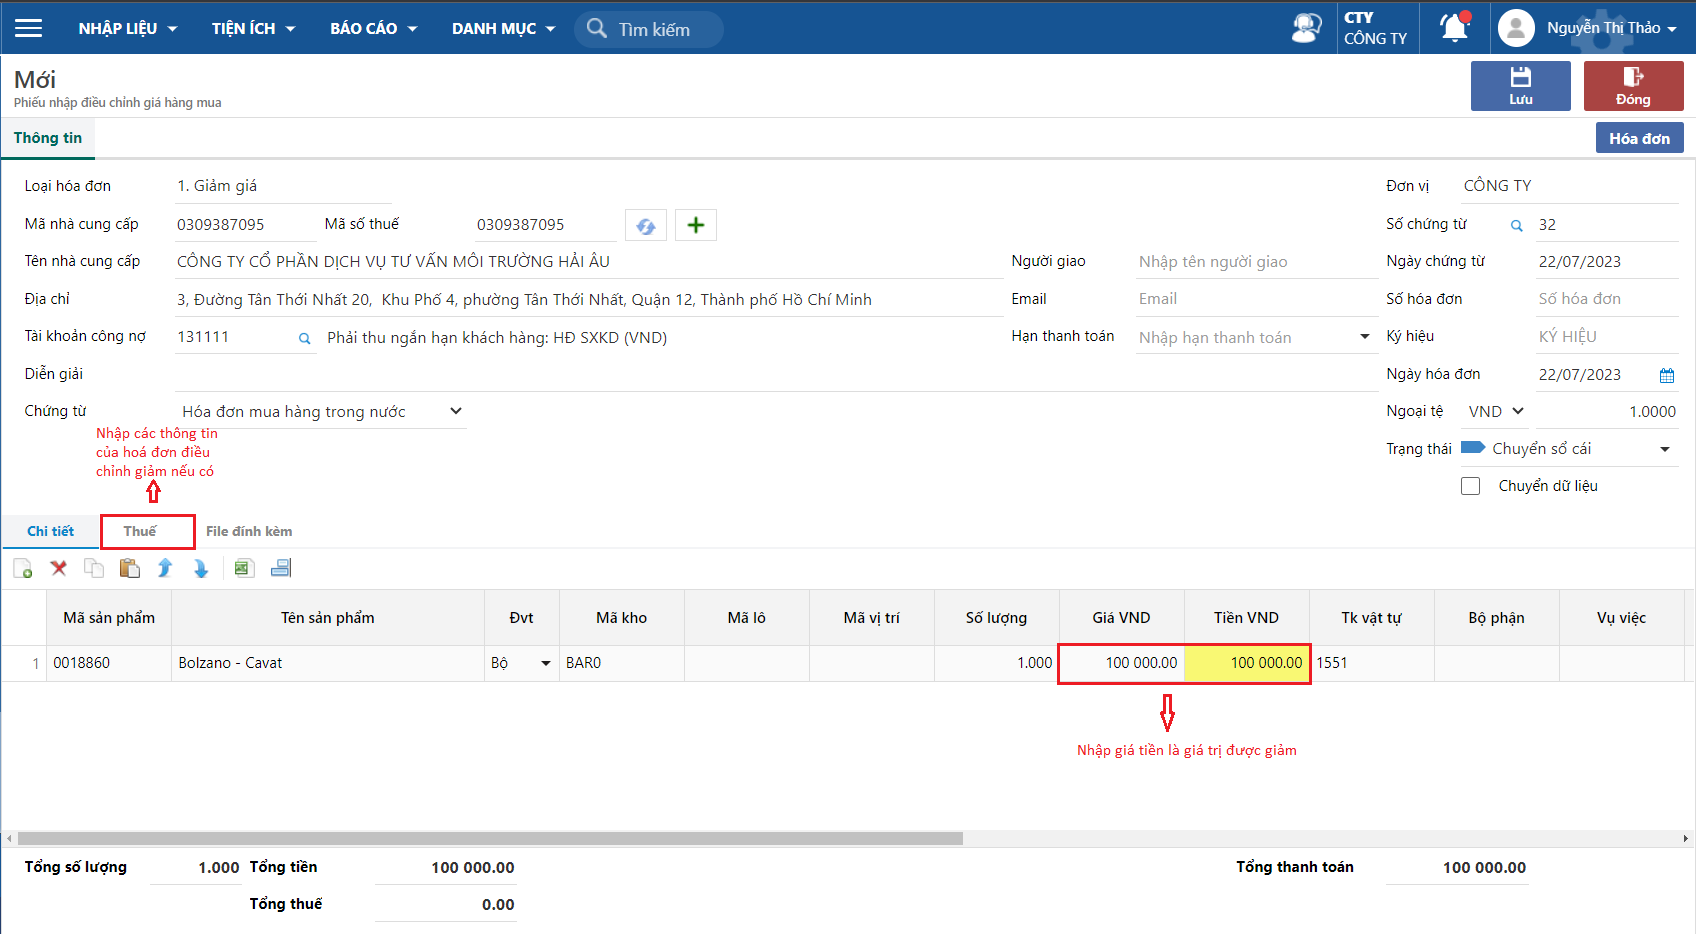 NHẬP LIỆU TIỆN ÍCH BÁO CÁO DANH MỤC Tìm kiếm CTY CÔNG TY Nguyễn Thị Thảo
Mới
Phiếu nhập điều chỉnh giá hàng mua
Lưu Đóng
Thông tin Hóa đơn
Loại hóa đơn 1. Giảm giá Đơn vị CÔNG TY
Mã nhà cung cấp 0309387095 Mã số thuế 0309387095 Số chứng từ 32
Tên nhà cung cấp CÔNG TY CỔ PHẦN DỊCH VỤ TƯ VẤN MÔI TRƯỜNG HẢI ÂU Người giao Nhập tên người giao Ngày chứng từ 22/07/2023
Địa chỉ 3, Đường Tân Thới Nhất 20, Khu Phố 4, phường Tân Thới Nhất, Quận 12, Thành phố Hồ Chí Minh Email Email Số hóa đơn Số hóa đơn
Tài khoản công nợ 131111 Phải thu ngắn hạn khách hàng: HĐ SXKD (VND) Hạn thanh toán Nhập hạn thanh toán Ký hiệu KÝ HIỆU
Diễn giải Ngày hóa đơn 22/07/2023
Chứng từ Hóa đơn mua hàng trong nước Ngoại tệ VND 1.0000
Nhập các thông tin
của hoá đơn điều
chỉnh giảm nếu có
Trạng thái Chuyển sổ cái
Chuyển dữ liệu
Chi tiết Thuế File đính kèm
Mã sản phẩm Tên sản phẩm Đvt Mã kho Mã lô Mã vị trí Số lượng Giá VND Tiền VND Tk vật tự Bộ phận Vụ việc
1 0018860 Bolzano - Cavat Bộ BAR0 1.000 100 000.00 100 000.00 1551
Nhập giá tiền là giá trị được giảm
Tổng số lượng 1.000 Tổng tiền 100 000.00 Tổng thanh toán 100 000.00
Tổng thuế 0.00